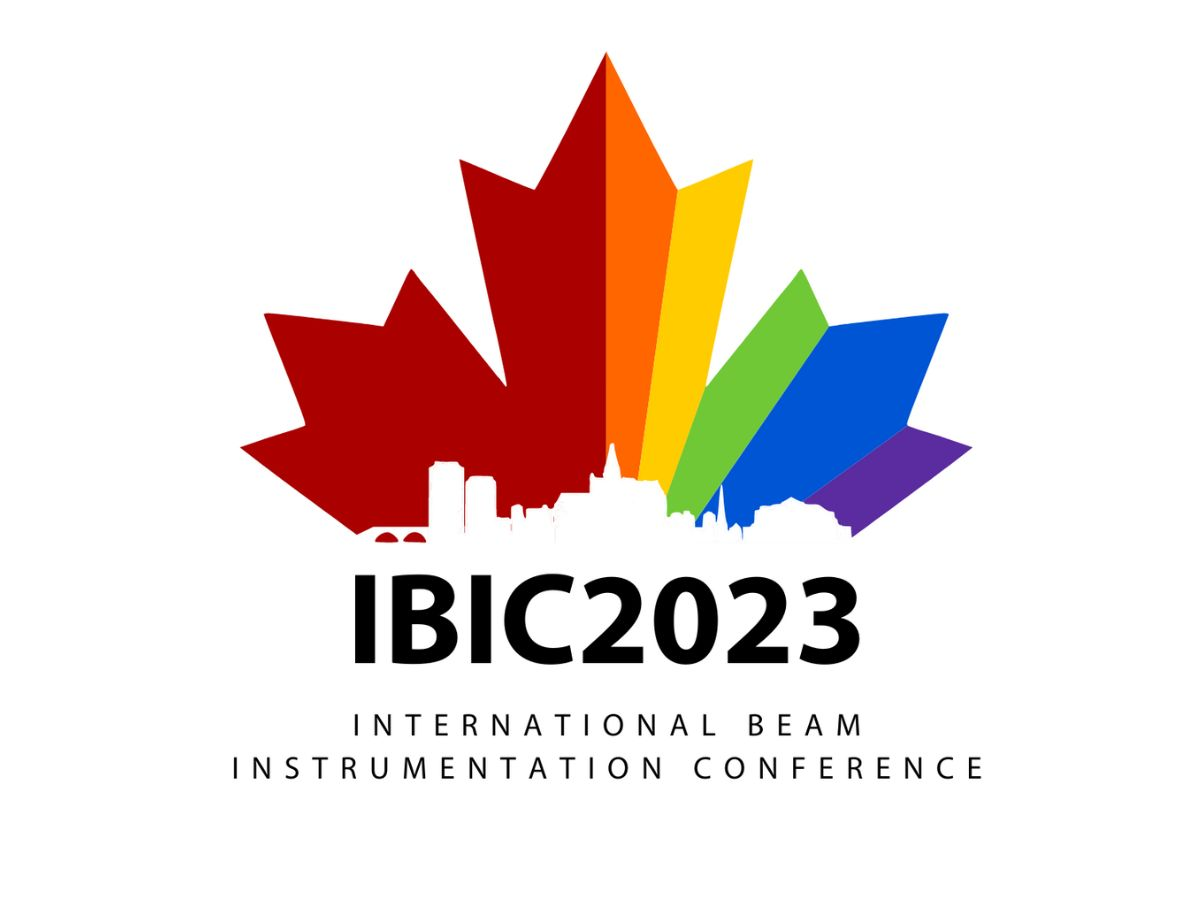 IBIC2023
INTERNATIONAL BEAM
INSTRUMENTATION CONFERENCE